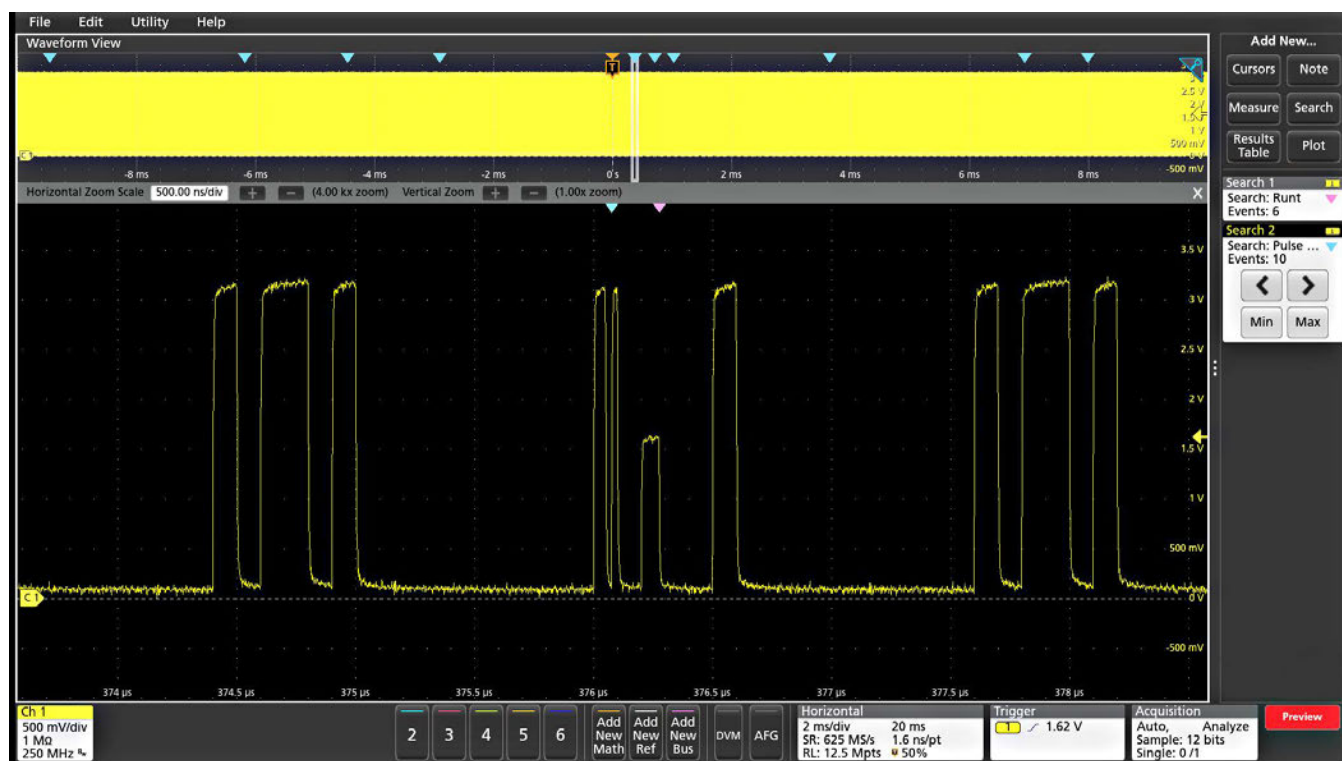 File Edit Utility Help
Waveform View
Add New...
Cursors Note
Measure Search
Results Table Plot
T
2.5 V
2 V
1 V
500 mV
-500 mV
C 1
-8 ms -6 ms -4 ms -2 ms 0 s 2 ms 4 ms 6 ms 8 ms
Horizontal Zoom Scale 500.00 ns/div + - (4.00 kx zoom) Vertical Zoom + - (1.00x zoom) X
Search 1
Search: Runt
Events: 6
Search 2
Search: Pulse ...
Events: 10
< >
Min Max
3.5 V
3 V
2.5 V
2 V
1.5 V
1 V
500 mV
C 1
0 V
-500 mV
374 µs 374.5 µs 375 µs 375.5 µs 376 µs 376.5 µs 377 µs 377.5 µs 378 µs
Ch 1
500 mV/div
1 MΩ
250 MHz
2 3 4 5 6
Add New Math
Add New Ref
Add New Bus
DVM AFG
Horizontal
2 ms/div 20 ms
SR: 625 MS/s 1.6 ns/pt
RL: 12.5 Mpts 50%
Trigger
1 1.62 V
Acquisition
Auto, Analyze
Sample: 12 bits
Single: 0 /1
Preview